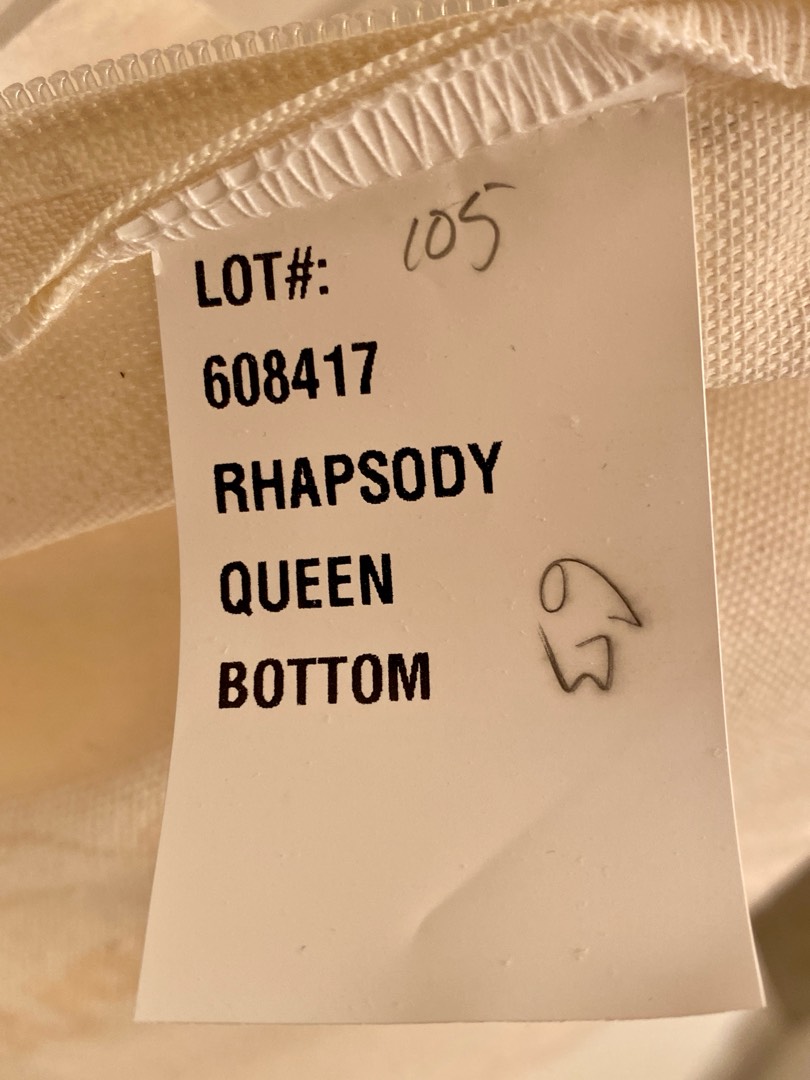 LOT#: 105
608417
RHAPSODY
QUEEN
BOTTOM